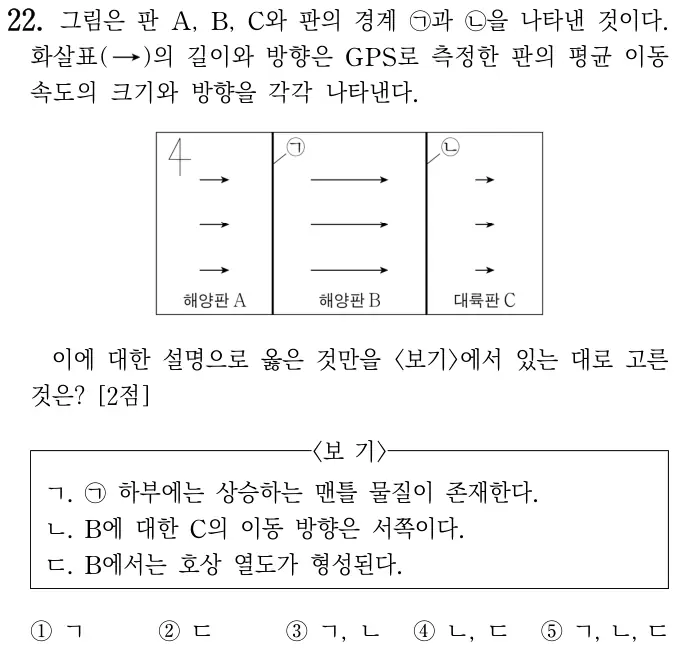 22. 그림은 판 A, B, C와 판의 경계 ㉠과 ㉡을 나타낸 것이다.
화살표(→)의 길이와 방향은 GPS로 측정한 판의 평균 이동
속도의 크기와 방향을 각각 나타낸다.
4 ㉠ ㉡
해양판 A 해양판 B 대륙판 C
이에 대한 설명으로 옳은 것만을 〈보기〉에서 있는 대로 고른
것은? [2점]
〈보 기〉
ㄱ. ㉠ 하부에는 상승하는 맨틀 물질이 존재한다.
ㄴ. B에 대한 C의 이동 방향은 서쪽이다.
ㄷ. B에서는 호상 열도가 형성된다.
① ㄱ ② ㄷ ③ ㄱ, ㄴ ④ ㄴ, ㄷ ⑤ ㄱ, ㄴ, ㄷ